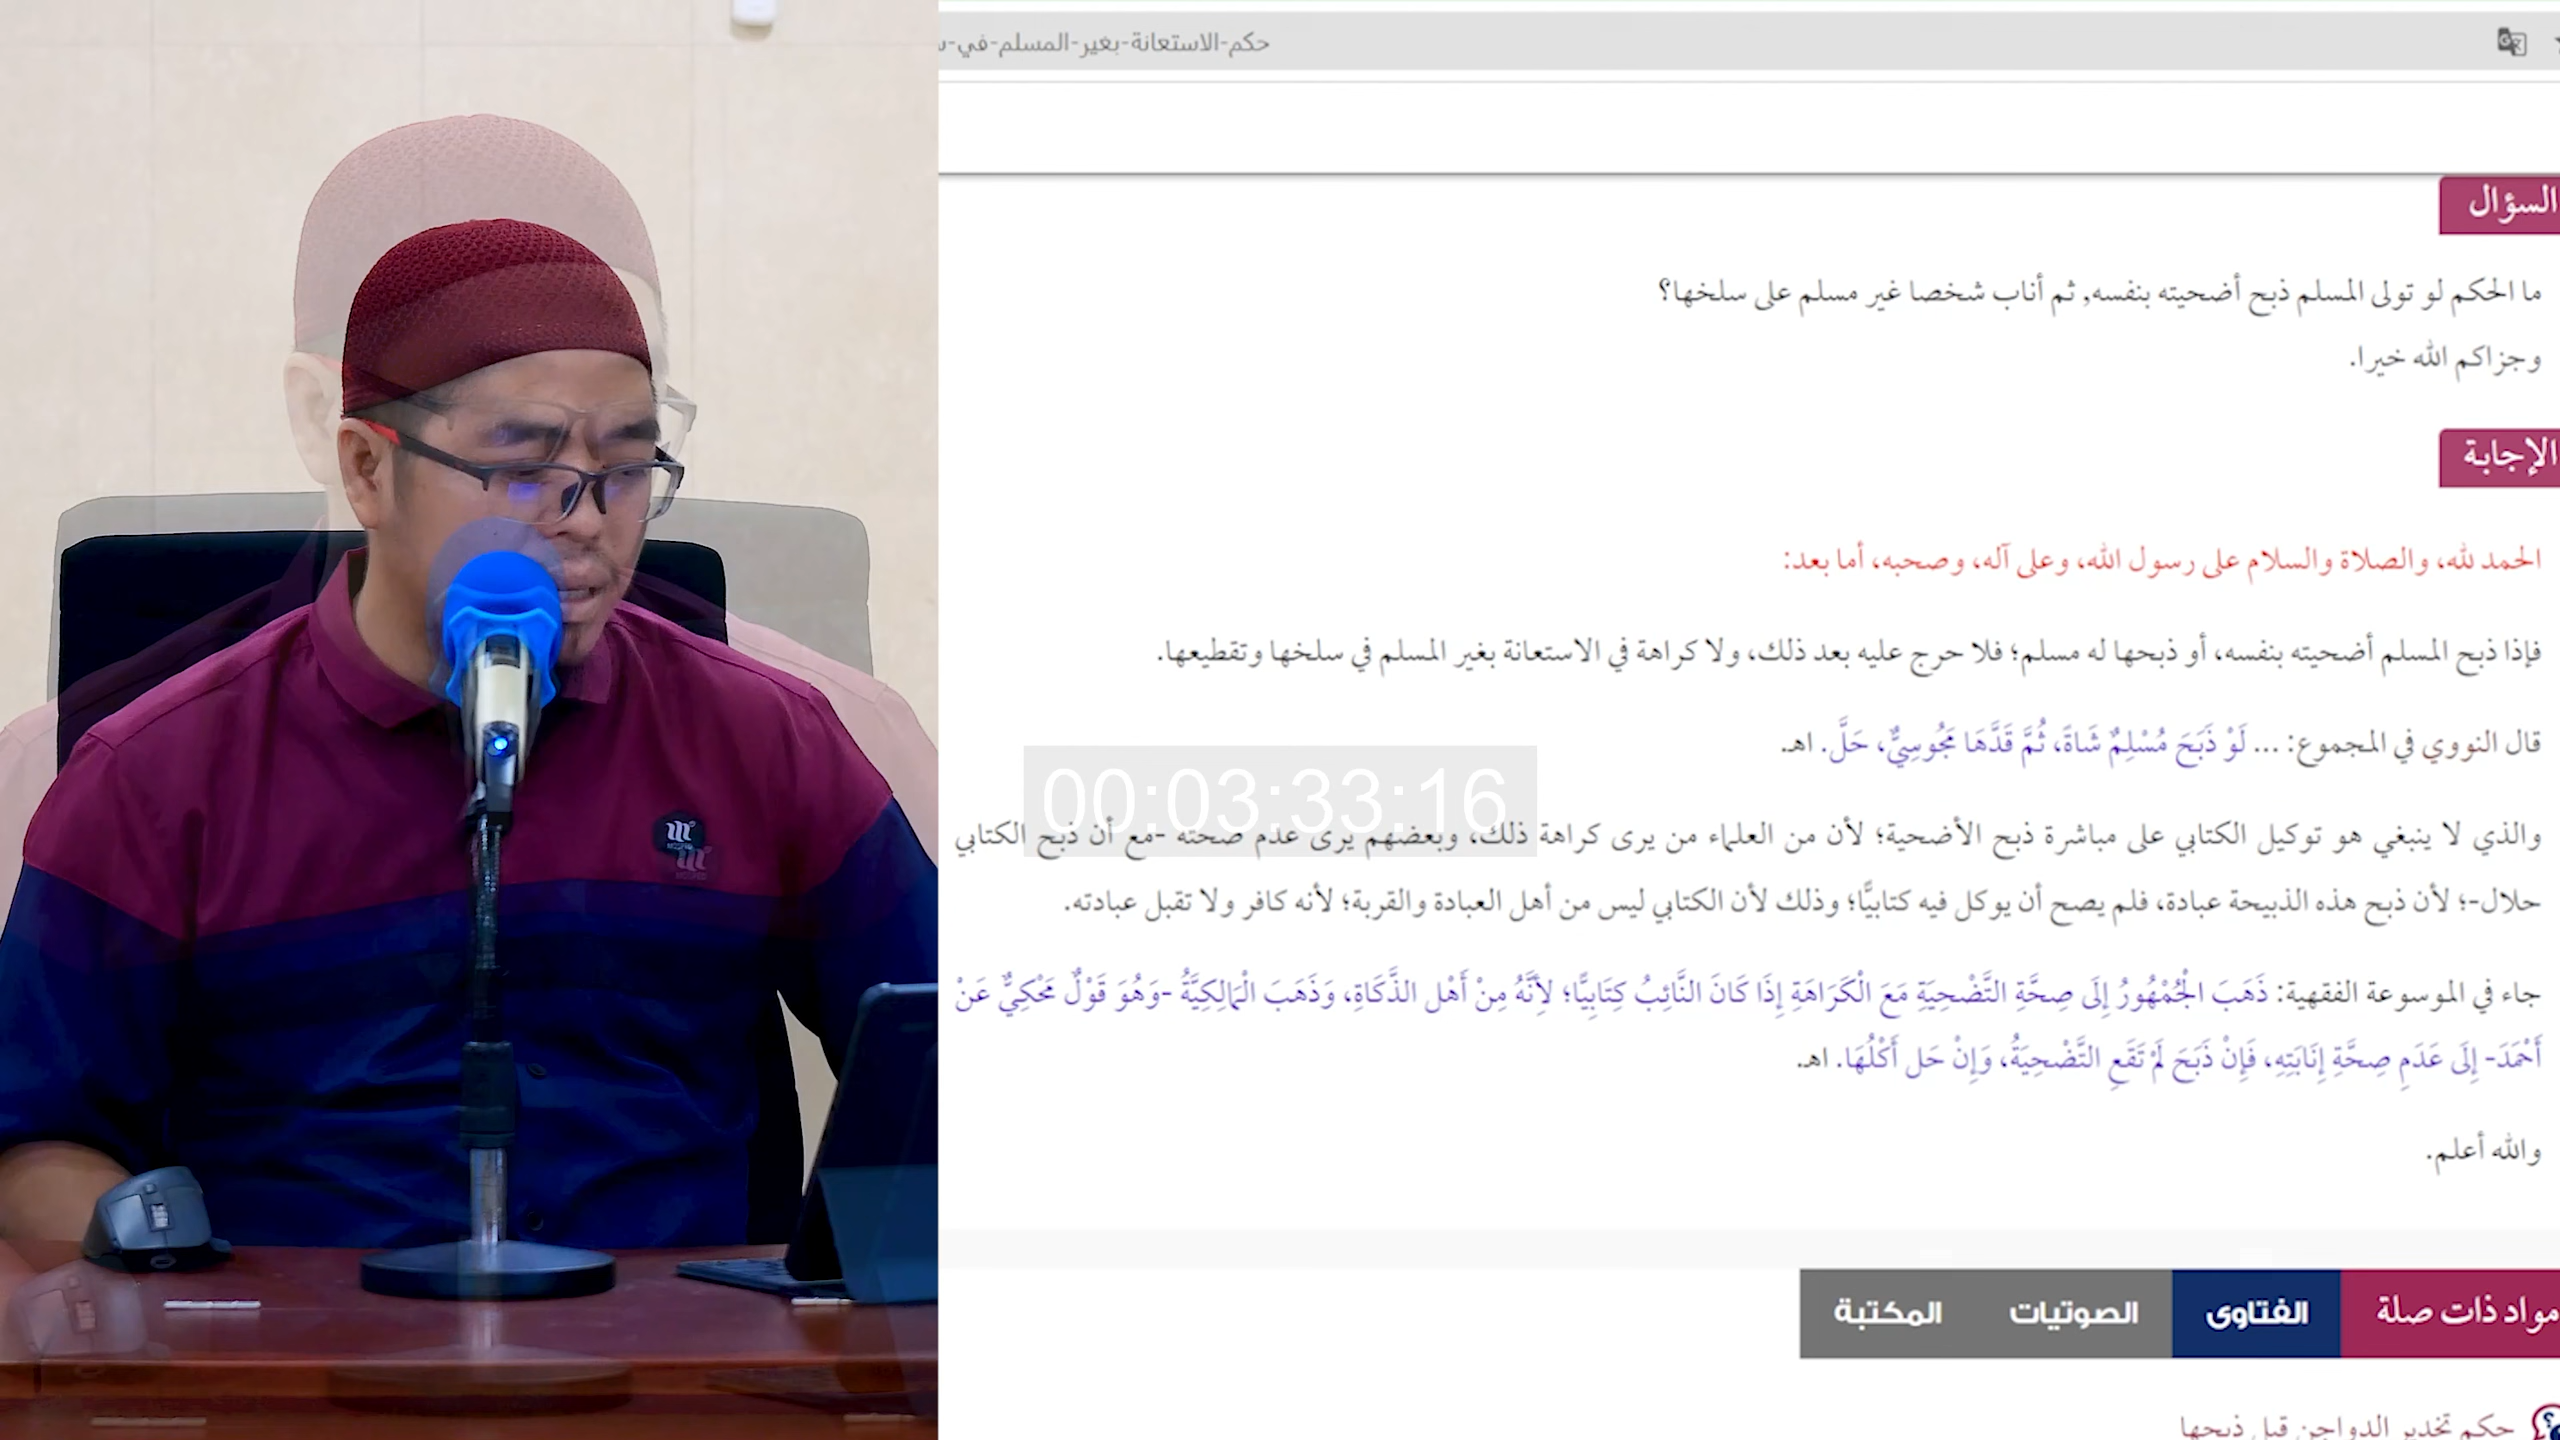 حكم-الاستعانة-بغير-المسلم-في-
السؤال
ما الحكم لو تولى المسلم ذبح أضحيته بنفسه, ثم أناب شخصا غير مسلم على سلخها؟
وجزاكم الله خيرا.
الإجابة
الحمد لله، والصلاة والسلام على رسول الله، وعلى آله، وصحبه، أما بعد:
فإذا ذبح المسلم أضحيته بنفسه، أو ذبحها له مسلم؛ فلا حرج عليه بعد ذلك، ولا كراهة في الاستعانة بغير المسلم في سلخها وتقطيعها.
قال النووي في المجموع: ... لَوْ ذَبَحَ مُسْلِمٌ شَاةً، ثُمَّ قَدَّهَا مَجُوسِيٌّ، حَلَّ. اهـ.
00:03:33:16
والذي لا ينبغي هو توكيل الكتابي على مباشرة ذبح الأضحية؛ لأن من العلماء من يرى كراهة ذلك، وبعضهم يرى عدم صحته -مع أن ذبح الكتابي
حلال-؛ لأن ذبح هذه الذبيحة عبادة، فلم يصح أن يوكل فيه كتابيًّا؛ وذلك لأن الكتابي ليس من أهل العبادة والقربة؛ لأنه كافر ولا تقبل عبادته.
جاء في الموسوعة الفقهية: ذَهَبَ الْجُمْهُورُ إِلَى صِحَّةِ التَّضْحِيَةِ مَعَ الْكَرَاهَةِ إِذَا كَانَ النَّائِبُ كِتَابِيًّا؛ لِأَنَّهُ مِنْ أَهْل الذَّكَاةِ، وَذَهَبَ الْمَالِكِيَّةُ -وَهُوَ قَوْلٌ مَحْكِيٌّ عَنْ
أَحْمَدَ- إِلَى عَدَمِ صِحَّةِ إِنَابَتِهِ، فَإِنْ ذَبَحَ لَمْ تَقَعِ التَّضْحِيَةُ، وَإِنْ حَل أَكْلُهَا. اهـ.
والله أعلم.
مواد ذات صلة الفتاوى الصوتيات المكتبة
حكم تخدير الدواجن قبل ذبحها